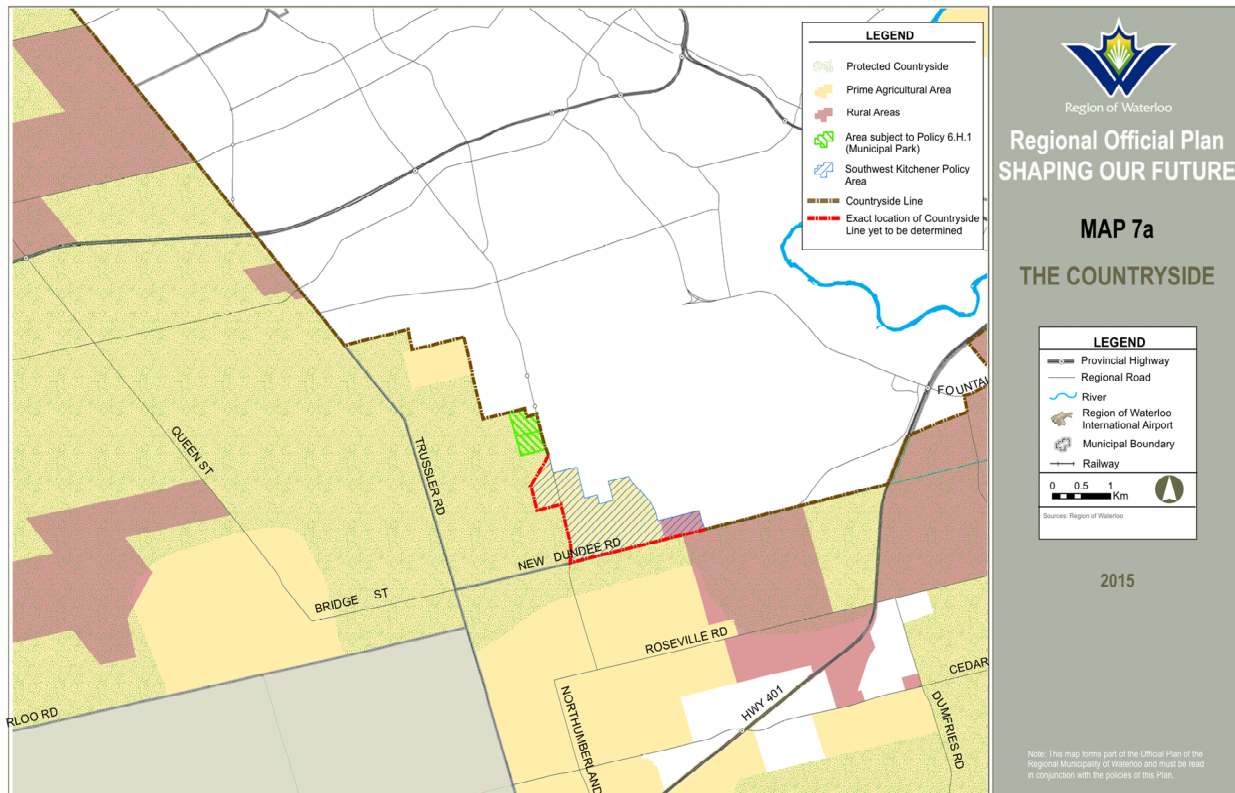 LEGEND
Protected Countryside
Prime Agricultural Area
Rural Areas
Area subject to Policy 6.H.1
(Municipal Park)
Southwest Kitchener Policy
Area
Countryside Line
Exact location of Countryside
Line yet to be determined
FOUNTAI
QUEEN ST
TRUSSLER RD
NEW DUNDEE RD
BRIDGE ST
ROSEVILLE RD
CEDAR
HWY 401
NORTHUMBERLAND
DUMFRIES RD
RLOO RD
Region of Waterloo
Regional Official Plan
SHAPING OUR FUTURE
MAP 7a
THE COUNTRYSIDE
LEGEND
Provincial Highway
Regional Road
River
Region of Waterloo
International Airport
Municipal Boundary
Railway
0 0.5 1
Km
Sources: Region of Waterloo
2015
Note: This map forms part of the Official Plan of the
Regional Municipality of Waterloo and must be read
in conjunction with the policies of this Plan.